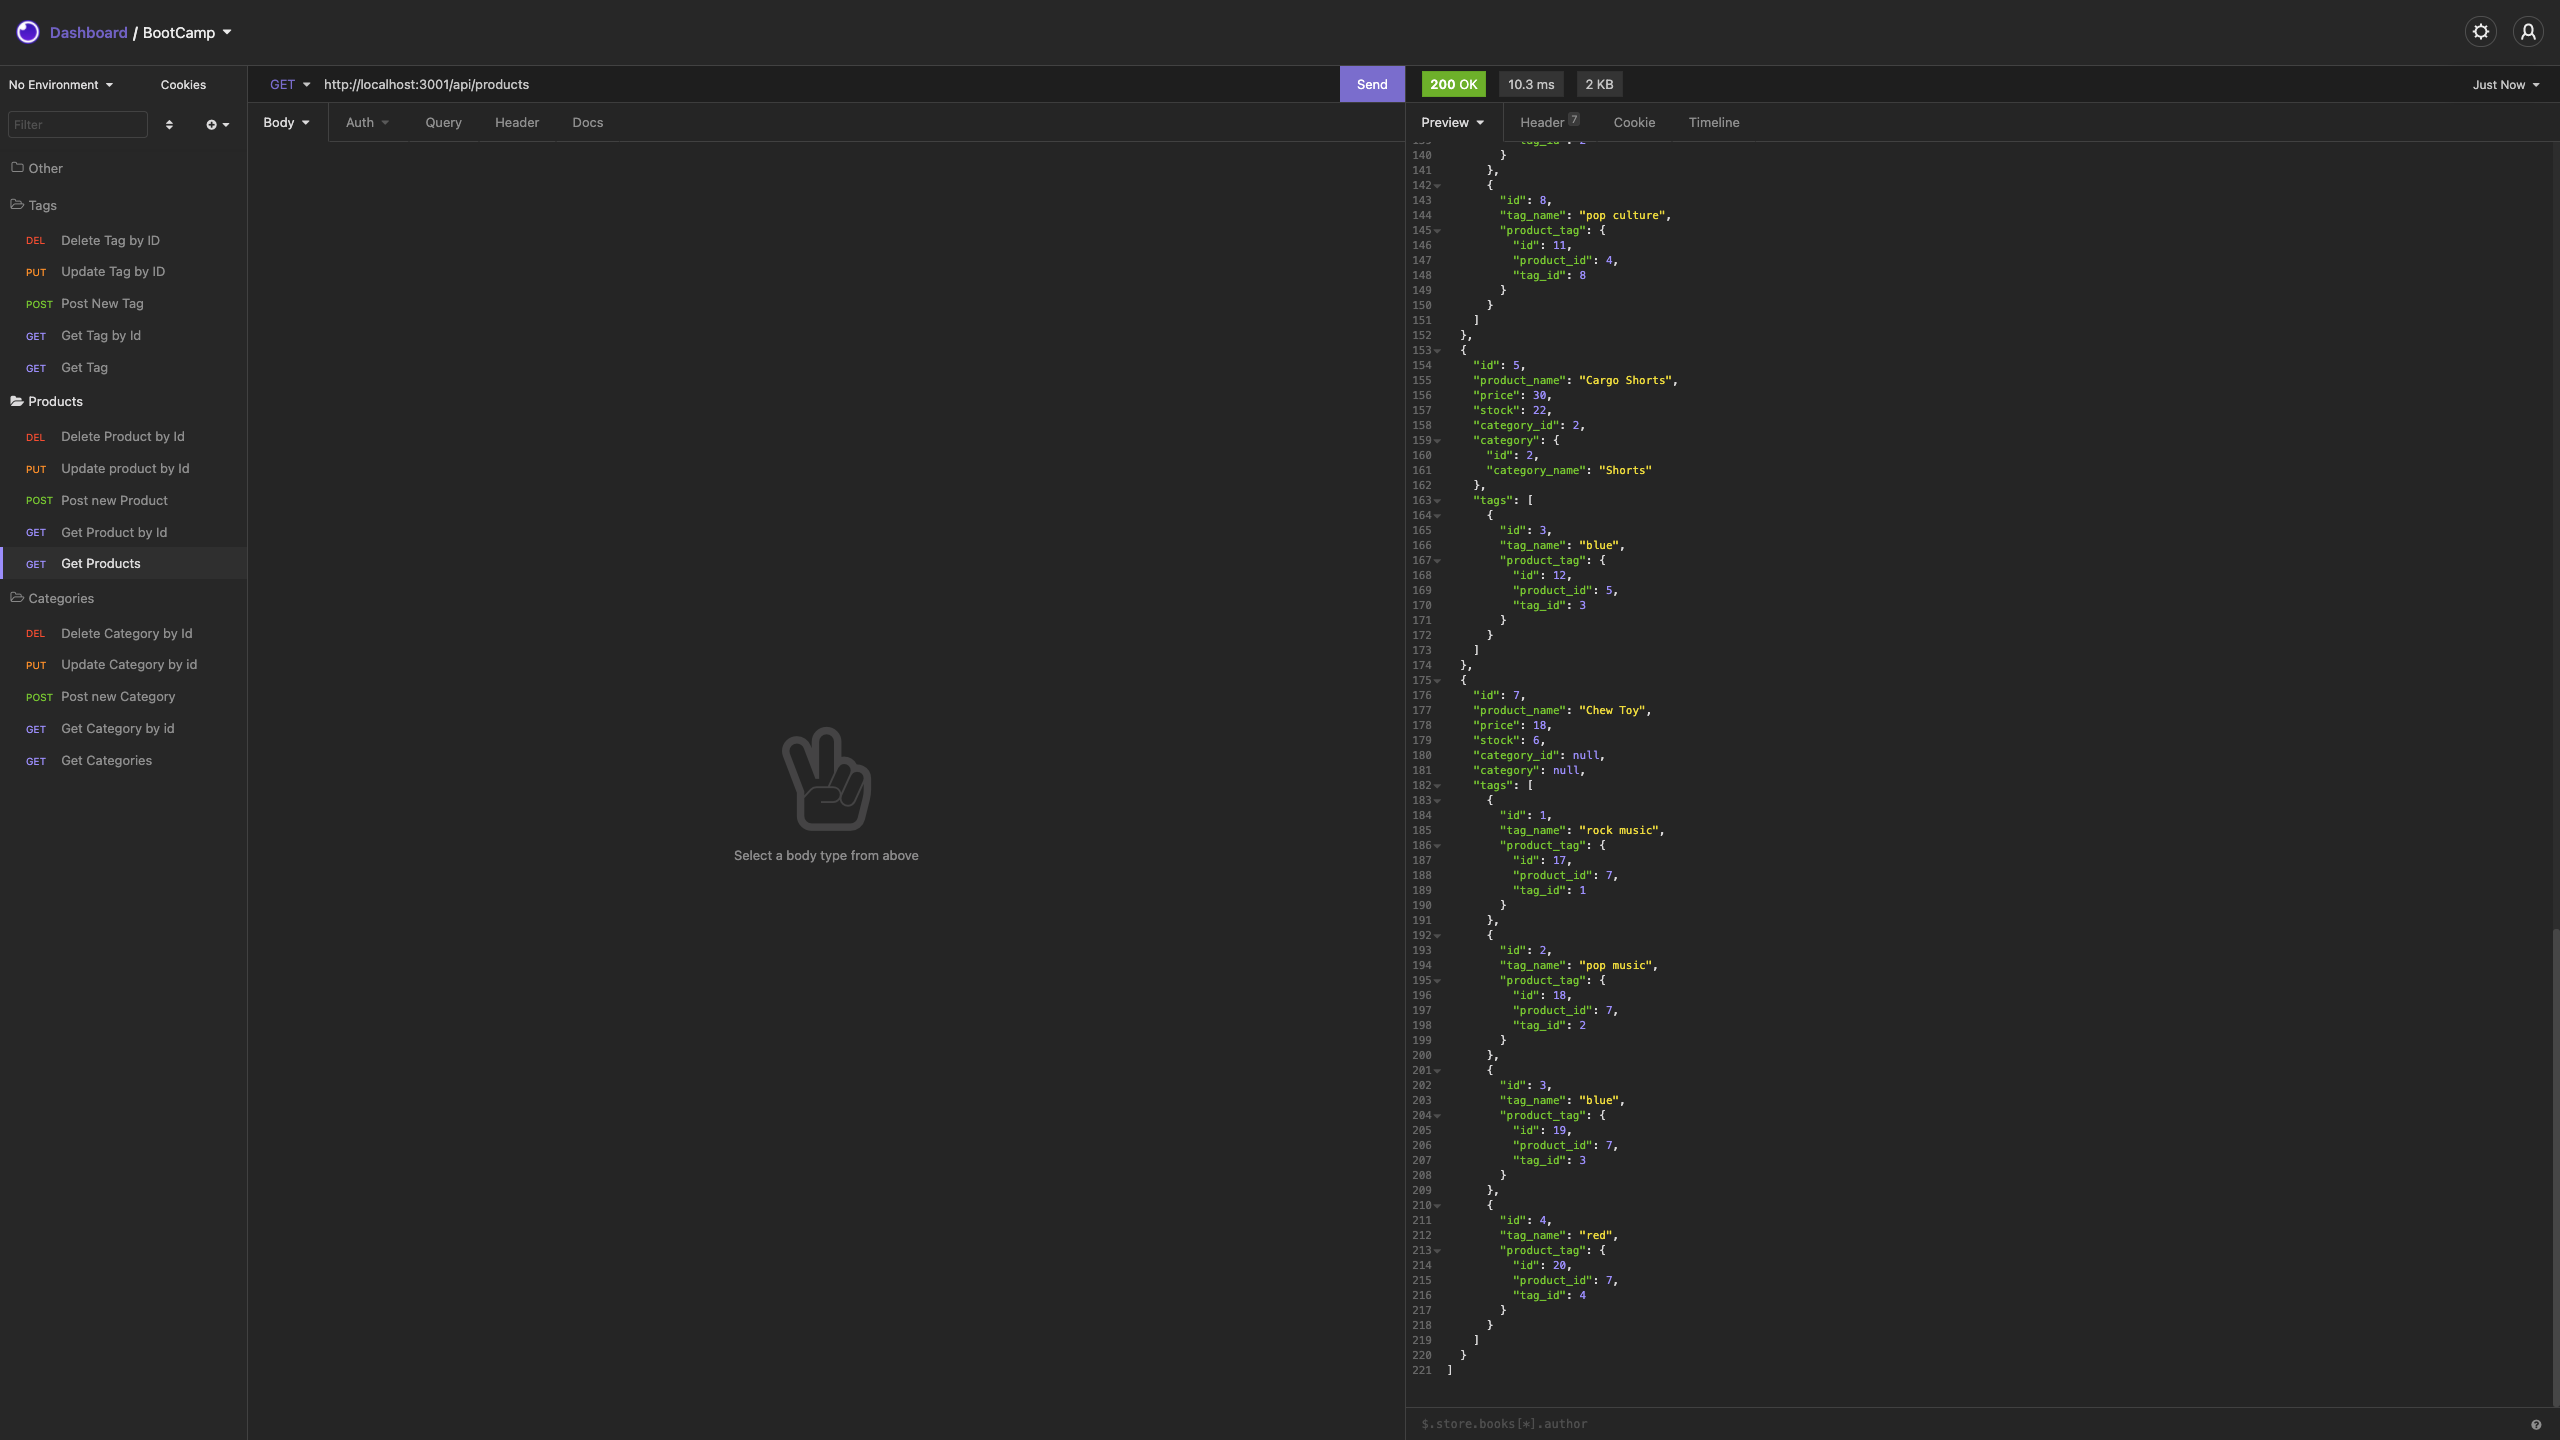 Dashboard / BootCamp
No Environment
Cookies
Filter
Other
Tags
DEL Delete Tag by ID
PUT Update Tag by ID
POST Post New Tag
GET Get Tag by Id
GET Get Tag
Products
DEL Delete Product by Id
PUT Update product by Id
POST Post new Product
GET Get Product by Id
GET Get Products
Categories
DEL Delete Category by Id
PUT Update Category by id
POST Post new Category
GET Get Category by id
GET Get Categories
GET http://localhost:3001/api/products
Send
Body Auth Query Header Docs
Select a body type from above
200 OK 10.3 ms 2 KB Just Now
Preview Header 7 Cookie Timeline
140 }
141 },
142 {
143 "id": 8,
144 "tag_name": "pop culture",
145 "product_tag": {
146 "id": 11,
147 "product_id": 4,
148 "tag_id": 8
149 }
150 }
151 ]
152 },
153 {
154 "id": 5,
155 "product_name": "Cargo Shorts",
156 "price": 30,
157 "stock": 22,
158 "category_id": 2,
159 "category": {
160 "id": 2,
161 "category_name": "Shorts"
162 },
163 "tags": [
164 {
165 "id": 3,
166 "tag_name": "blue",
167 "product_tag": {
168 "id": 12,
169 "product_id": 5,
170 "tag_id": 3
171 }
172 }
173 ]
174 },
175 {
176 "id": 7,
177 "product_name": "Chew Toy",
178 "price": 18,
179 "stock": 6,
180 "category_id": null,
181 "category": null,
182 "tags": [
183 {
184 "id": 1,
185 "tag_name": "rock music",
186 "product_tag": {
187 "id": 17,
188 "product_id": 7,
189 "tag_id": 1
190 }
191 },
192 {
193 "id": 2,
194 "tag_name": "pop music",
195 "product_tag": {
196 "id": 18,
197 "product_id": 7,
198 "tag_id": 2
199 }
200 },
201 {
202 "id": 3,
203 "tag_name": "blue",
204 "product_tag": {
205 "id": 19,
206 "product_id": 7,
207 "tag_id": 3
208 }
209 },
210 {
211 "id": 4,
212 "tag_name": "red",
213 "product_tag": {
214 "id": 20,
215 "product_id": 7,
216 "tag_id": 4
217 }
218 }
219 ]
220 }
221 ]
$.store.books[*].author